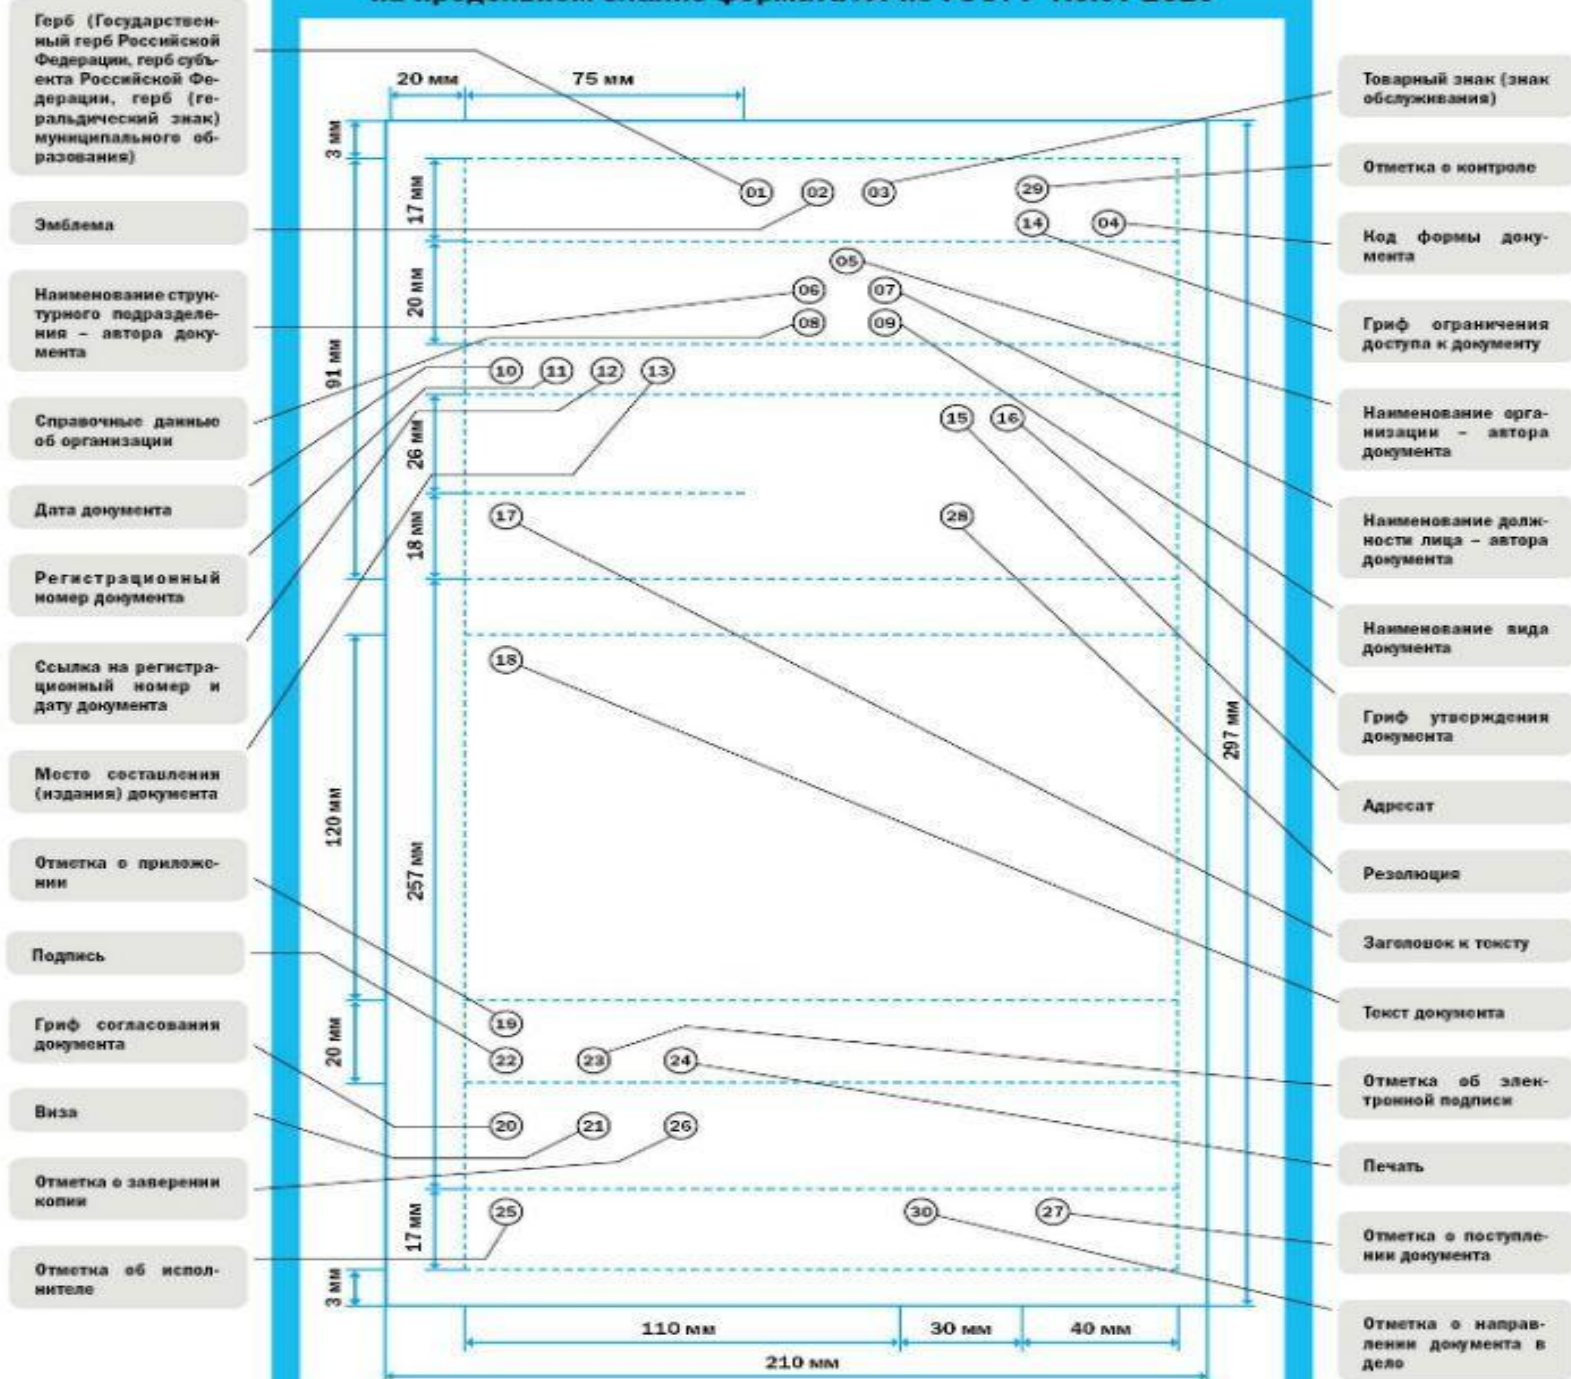 Герб (Государствен-
ный герб Российской
Федерации, герб субъ-
екта Российской Фе-
дерации, герб (ге-
ральдический знак)
муниципального об-
разования)
Эмблема
Наименование струк-
турного подразделе-
ния – автора доку-
мента
Справочные данные
об организации
Дата документа
Регистрационный
номер документа
Ссылка на регистра-
ционный номер и
дату документа
Место составления
(издания) документа
Отметка о приложе-
нии
Подпись
Гриф согласования
документа
Виза
Отметка о заверении
копии
Отметка об испол-
нителе
20 мм 75 мм
3 мм
17 мм
01 02 03 29
14 04
20 мм
05
06 07
08 09
91 мм
10 11 12 13
26 мм
15 16
18 мм
17 28
18
297 мм
120 мм
257 мм
20 мм
19
22 23 24
20 21 26
17 мм
25 30 27
3 мм
110 мм 30 мм 40 мм
210 мм
Товарный знак (знак
обслуживания)
Отметка о контроле
Код формы доку-
мента
Гриф ограничения
доступа к документу
Наименование орга-
низации – автора
документа
Наименование долж-
ности лица – автора
документа
Наименование вида
документа
Гриф утверждения
документа
Адресат
Резолюция
Заголовок к тексту
Текст документа
Отметка об элек-
тронной подписи
Печать
Отметка о поступле-
нии документа
Отметка о направ-
лении документа в
дело